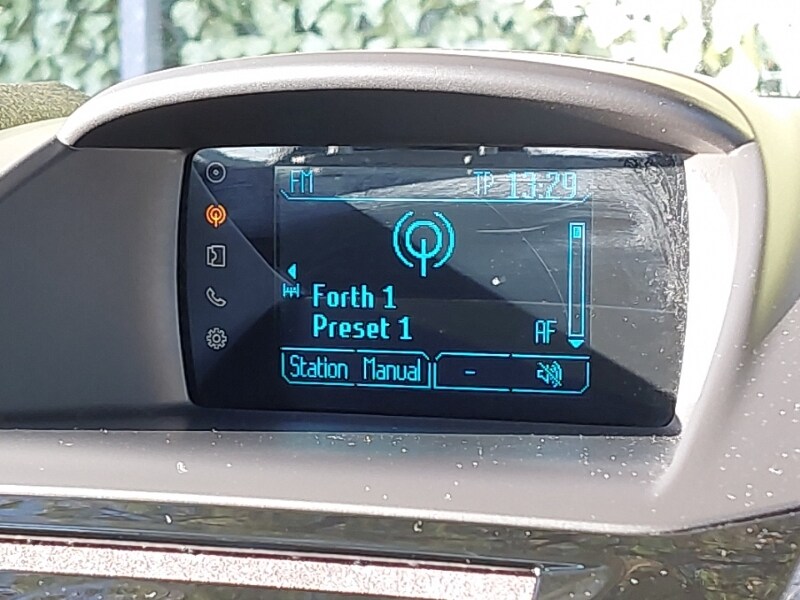 FM TP 13:29
Forth 1
Preset 1 AF
Station Manual -